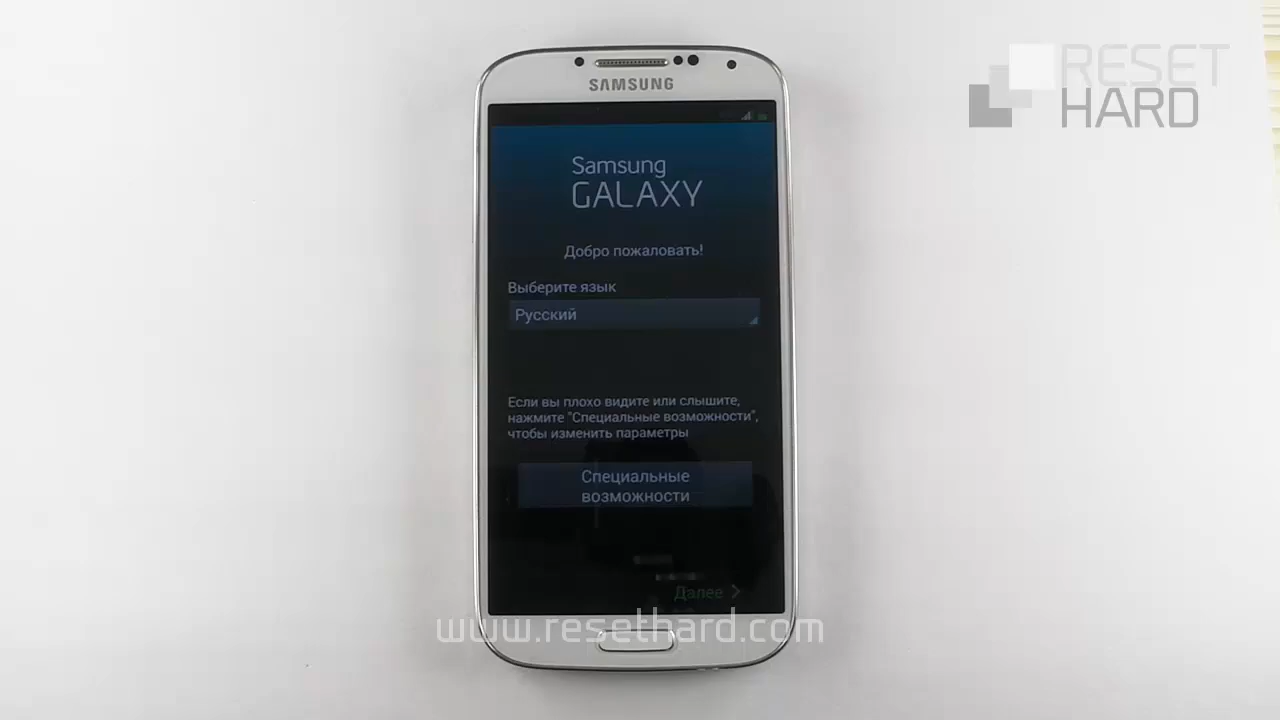 RESET
HARD
SAMSUNG
Samsung
GALAXY
Добро пожаловать!
Выберите язык
Русский
Если вы плохо видите или слышите,
нажмите "Специальные возможности",
чтобы изменить параметры
Специальные
возможности
Далее
www.resethard.com